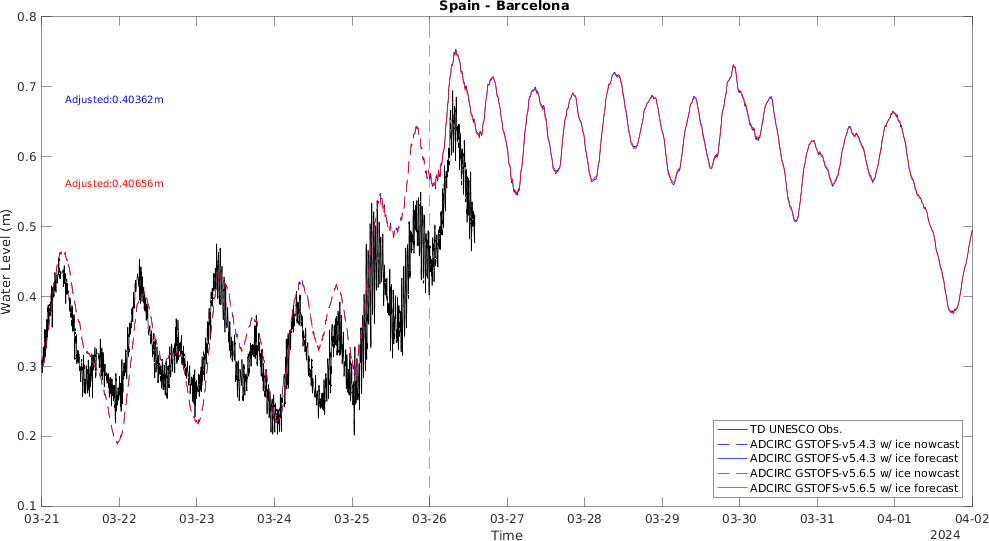 Spain - Barcelona
0.8
0.7
0.6
0.5
0.4
0.3
0.2
0.1
Water Level (m)
Adjusted:0.40362m
Adjusted:0.40656m
TD UNESCO Obs.
ADCIRC GSTOFS-v5.4.3 w/ ice nowcast
ADCIRC GSTOFS-v5.4.3 w/ ice forecast
ADCIRC GSTOFS-v5.6.5 w/ ice nowcast
ADCIRC GSTOFS-v5.6.5 w/ ice forecast
03-21 03-22 03-23 03-24 03-25 03-26 03-27 03-28 03-29 03-30 03-31 04-01 04-02
Time
2024